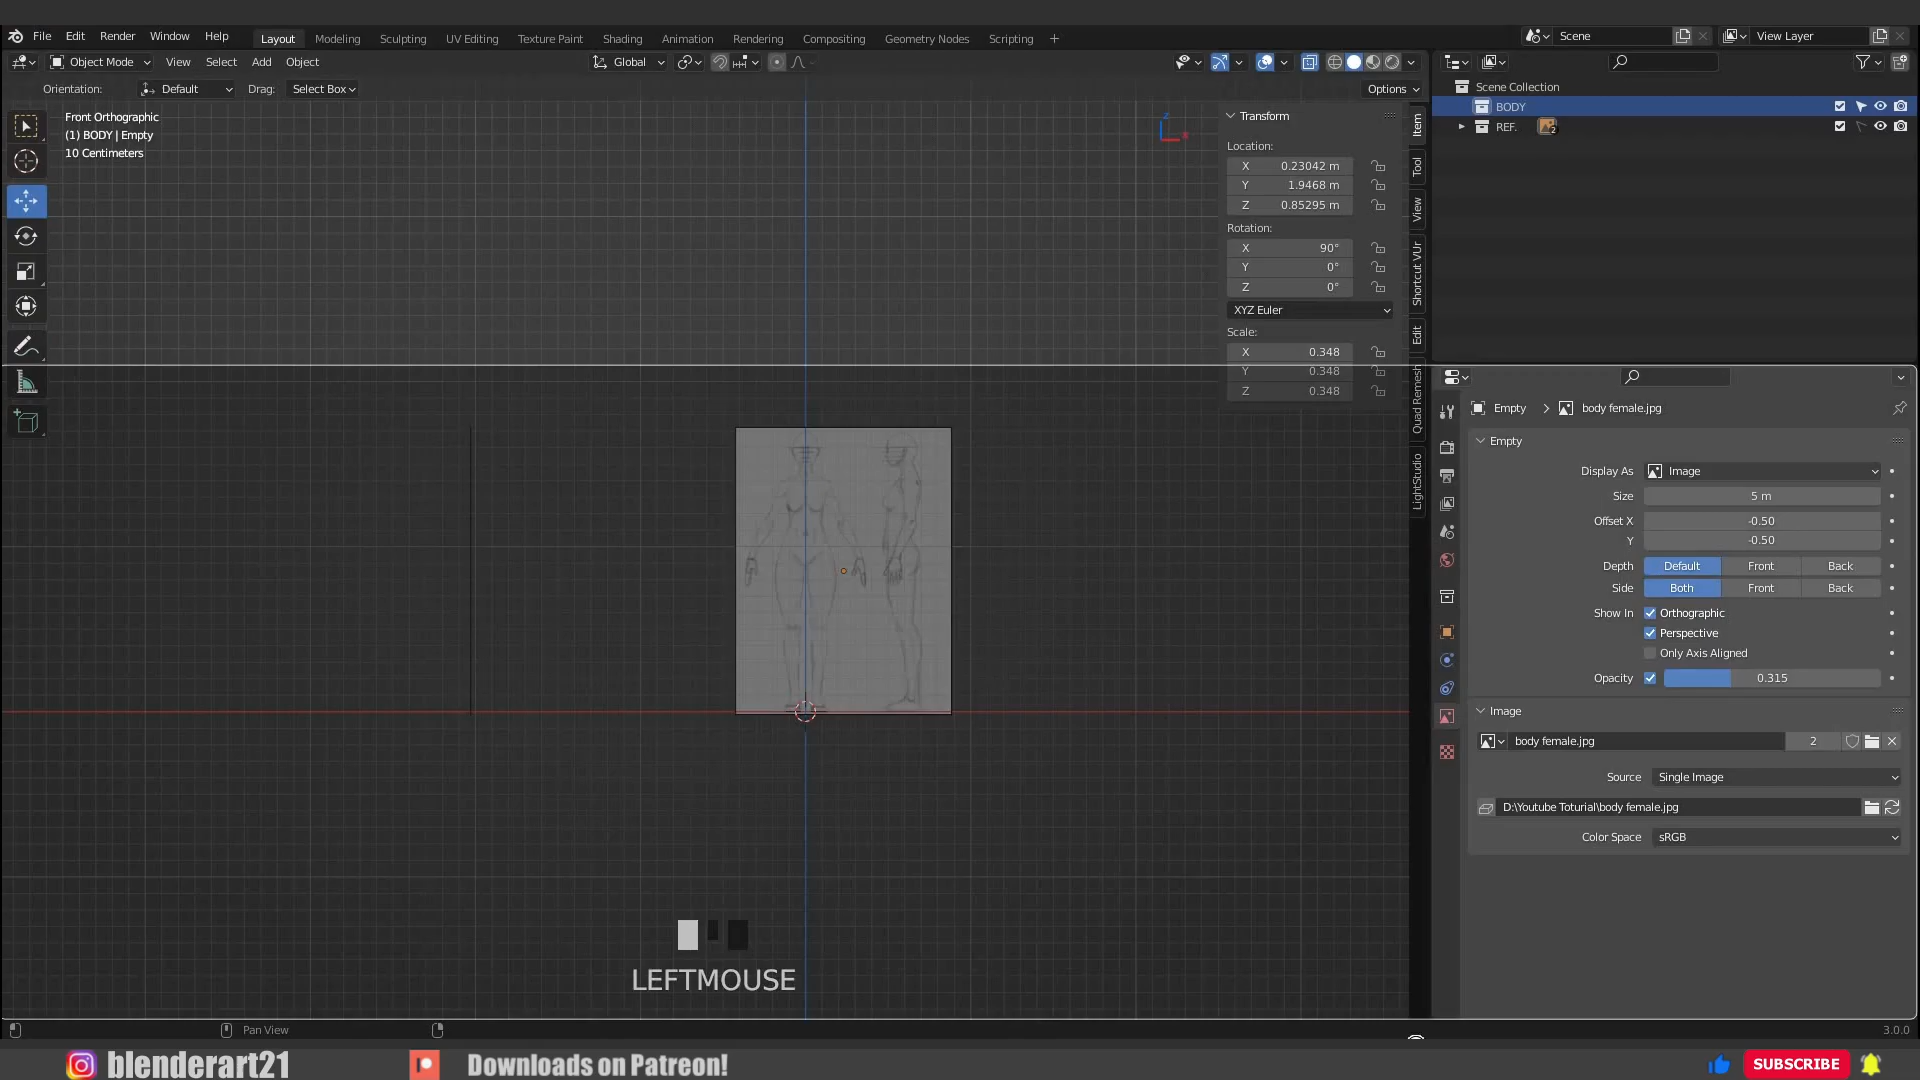 File Edit Render Window Help Layout Modeling Sculpting UV Editing Texture Paint Shading Animation Rendering Compositing Geometry Nodes Scripting + Scene View Layer
Object Mode View Select Add Object Global
Orientation: Default Drag: Select Box Options
Front Orthographic
(1) BODY | Empty
10 Centimeters
z
x
Transform
Location:
X 0.23042 m
Y 1.9468 m
Z 0.85295 m
Rotation:
X 90°
Y 0°
Z 0°
XYZ Euler
Scale:
X 0.348
Y 0.348
Z 0.348
Item
Tool
View
Shortcut VUr
Edit
Quad Remesh
LightStudio
Scene Collection
BODY
REF. 2
Empty > body female.jpg
Empty
Display As Image
Size 5 m
Offset X -0.50
Y -0.50
Depth Default Front Back
Side Both Front Back
Show In Orthographic
Perspective
Only Axis Aligned
Opacity 0.315
Image
body female.jpg 2
Source Single Image
D:\Youtube Toturial\body female.jpg
Color Space sRGB
LEFTMOUSE
Pan View
3.0.0
blenderart21 Downloads on Patreon! SUBSCRIBE